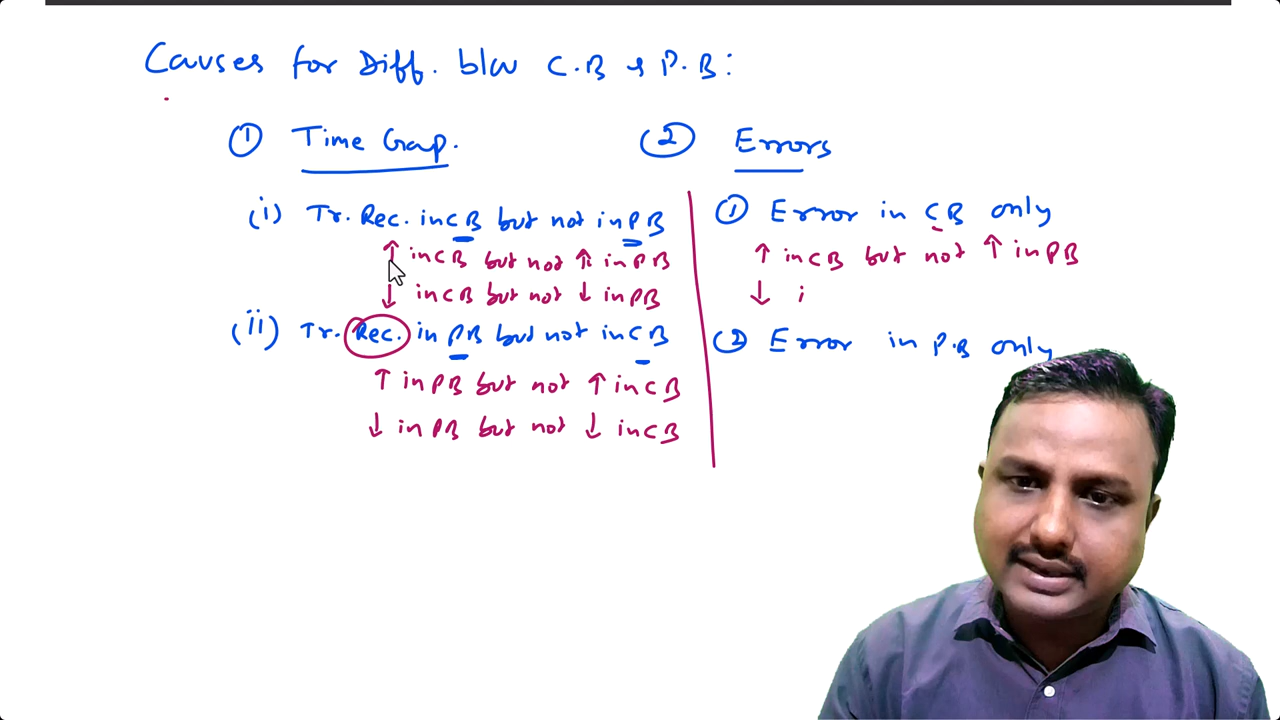 Causes for Diff. b/w C.B & P.B:
① Time Gap.
(i) Tr. Rec. in CB but not in PB
↑ in CB but not ↑ in PB
↓ in CB but not ↓ in PB
(ii) Tr. Rec. in PB but not in CB
↑ in PB but not ↑ in CB
↓ in PB but not ↓ in CB
② Errors
① Error in CB only
↑ in CB but not ↑ in PB
↓ i
② Error in P.B only